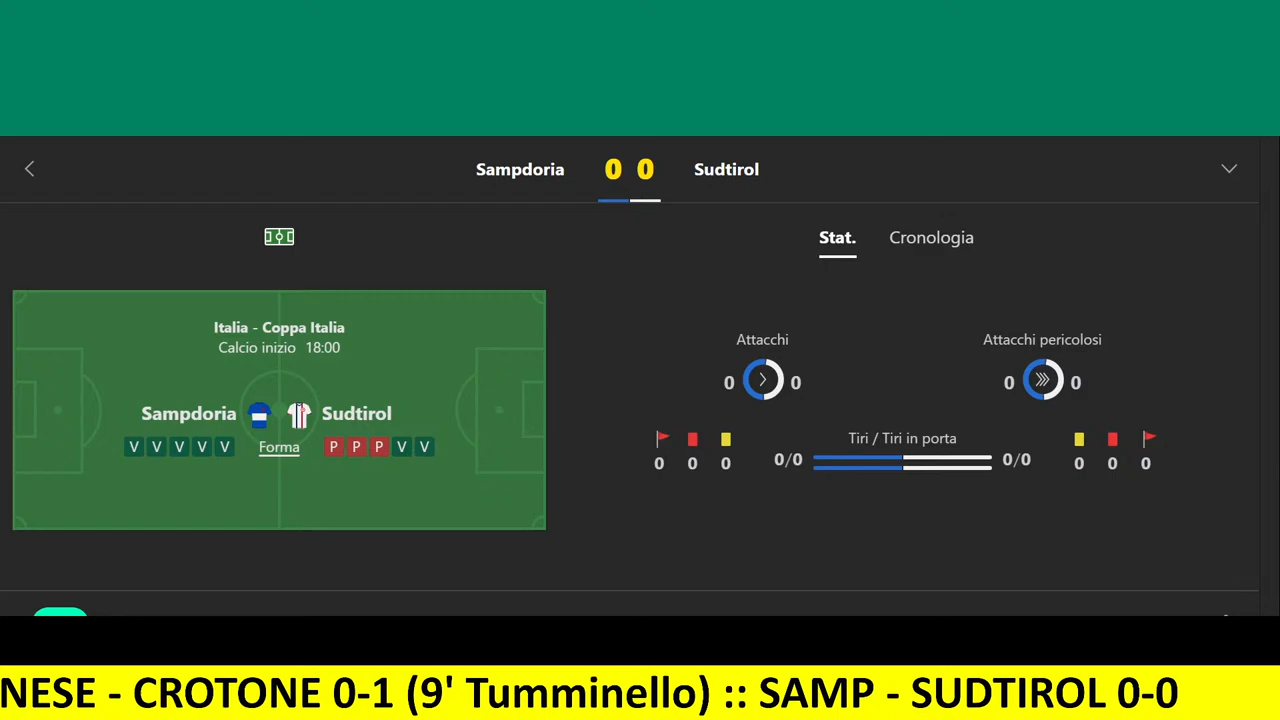 Sampdoria 0 0 Sudtirol
Stat. Cronologia
Italia - Coppa Italia
Calcio inizio 18:00
Sampdoria Sudtirol
V V V V V Forma P P P V V
Attacchi Attacchi pericolosi
0 0 0 0
Tiri / Tiri in porta
0 0 0 0/0 0/0 0 0 0
NESE - CROTONE 0-1 (9' Tumminello) :: SAMP - SUDTIROL 0-0